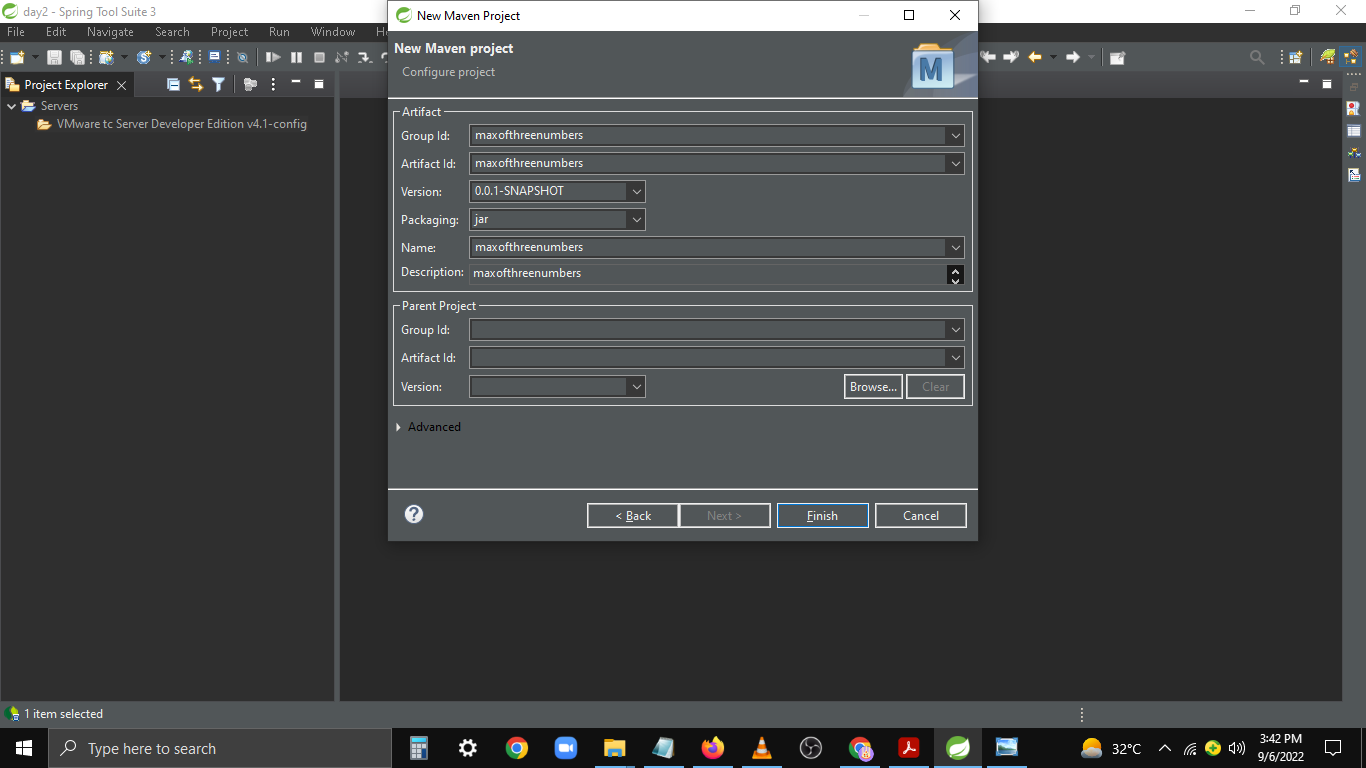 day2 - Spring Tool Suite 3
File Edit Navigate Search Project Run Window
Project Explorer
Servers
VMware tc Server Developer Edition v4.1-config
New Maven Project
New Maven project
Configure project
M
Artifact
Group Id: maxofthreenumbers
Artifact Id: maxofthreenumbers
Version: 0.0.1-SNAPSHOT
Packaging: jar
Name: maxofthreenumbers
Description: maxofthreenumbers
Parent Project
Group Id:
Artifact Id:
Version:
Browse... Clear
Advanced
? < Back Next > Finish Cancel
1 item selected
Type here to search
32°C
3:42 PM
9/6/2022